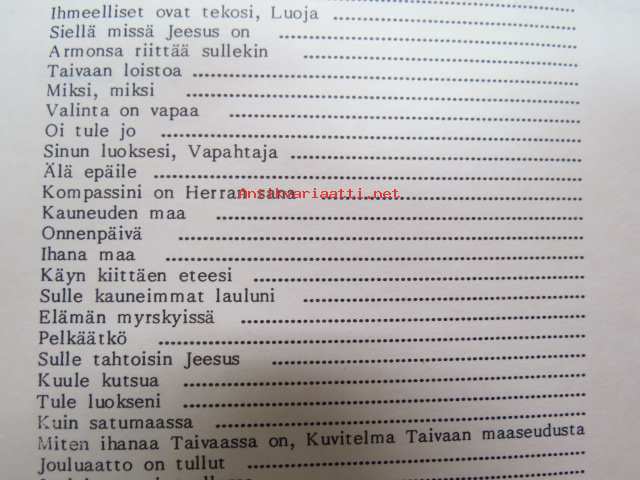 Ihmeelliset ovat tekosi, Luoja
Siellä missä Jeesus on
Armonsa riittää sullekin
Taivaan loistoa
Miksi, miksi
Valinta on vapaa
Oi tule jo
Sinun luoksesi, Vapahtaja
Älä epäile
Kompassini on Herran sana
Antikvariaatti.net
Kauneuden maa
Onnenpäivä
Ihana maa
Käyn kiittäen eteesi
Sulle kauneimmat lauluni
Elämän myrskyissä
Pelkäätkö
Sulle tahtoisin Jeesus
Kuule kutsua
Tule luokseni
Kuin satumaassa
Miten ihanaa Taivaassa on, Kuvitelma Taivaan maaseudusta
Jouluaatto on tullut